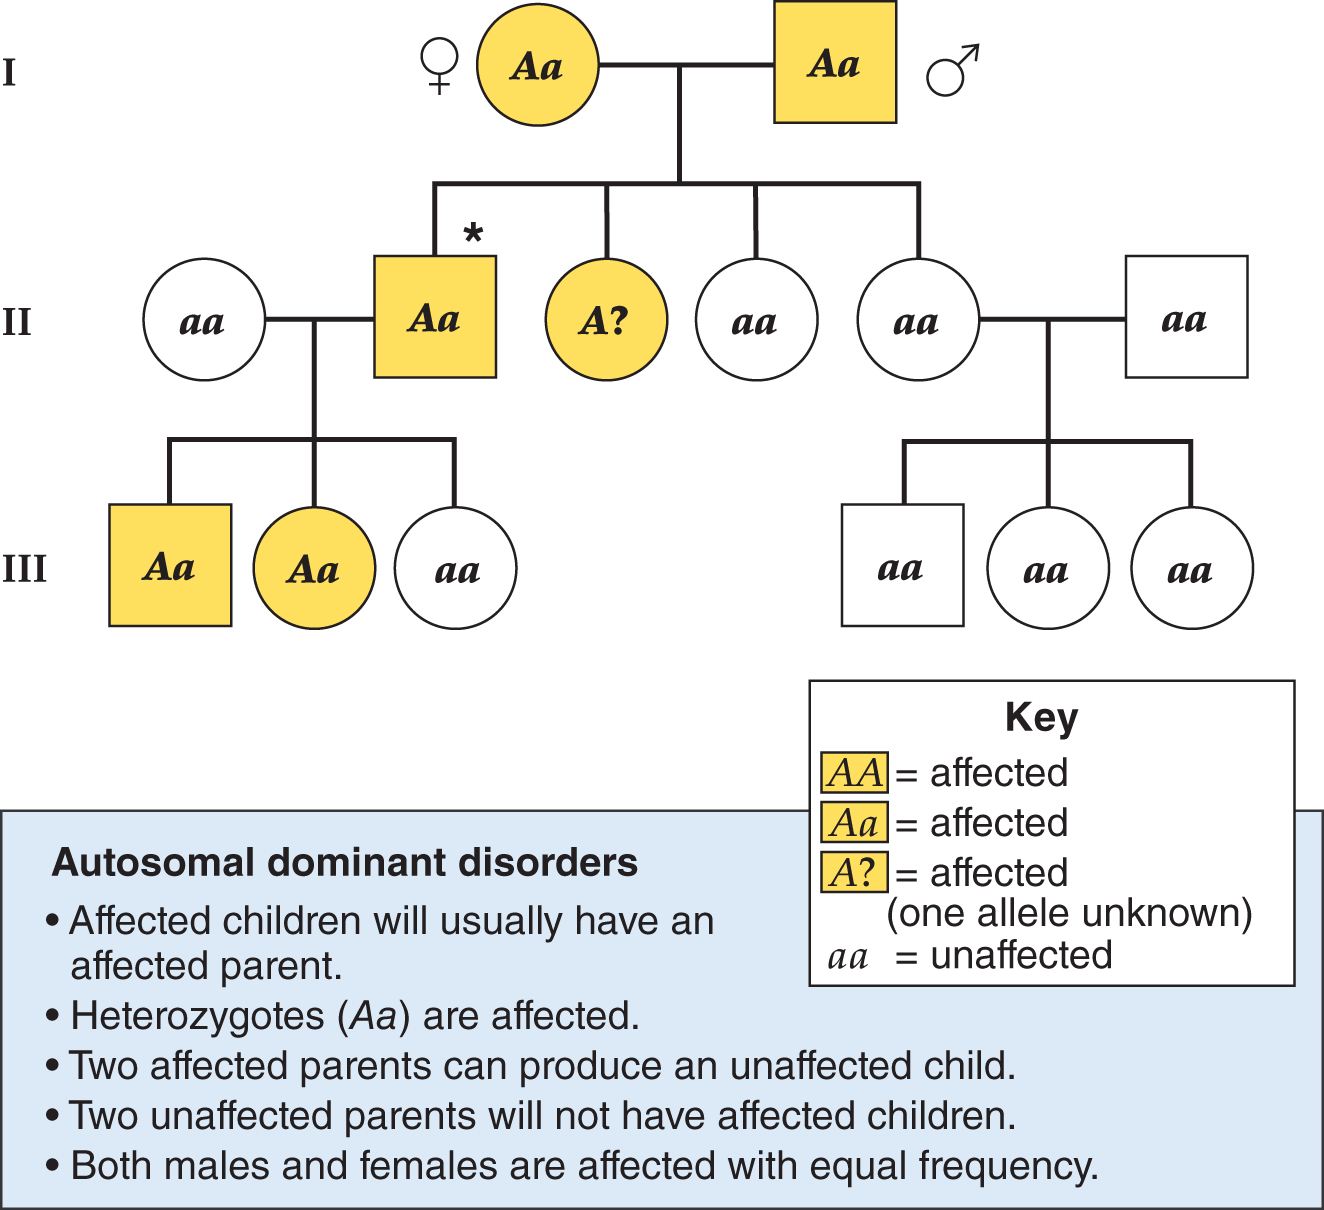 I
♀
Aa
Aa
♂
*
II
aa
Aa
A?
aa
aa
aa
III
Aa
Aa
aa
aa
aa
aa
Key
AA = affected
Aa = affected
A? = affected
(one allele unknown)
aa = unaffected
Autosomal dominant disorders
• Affected children will usually have an
affected parent.
• Heterozygotes (Aa) are affected.
• Two affected parents can produce an unaffected child.
• Two unaffected parents will not have affected children.
• Both males and females are affected with equal frequency.